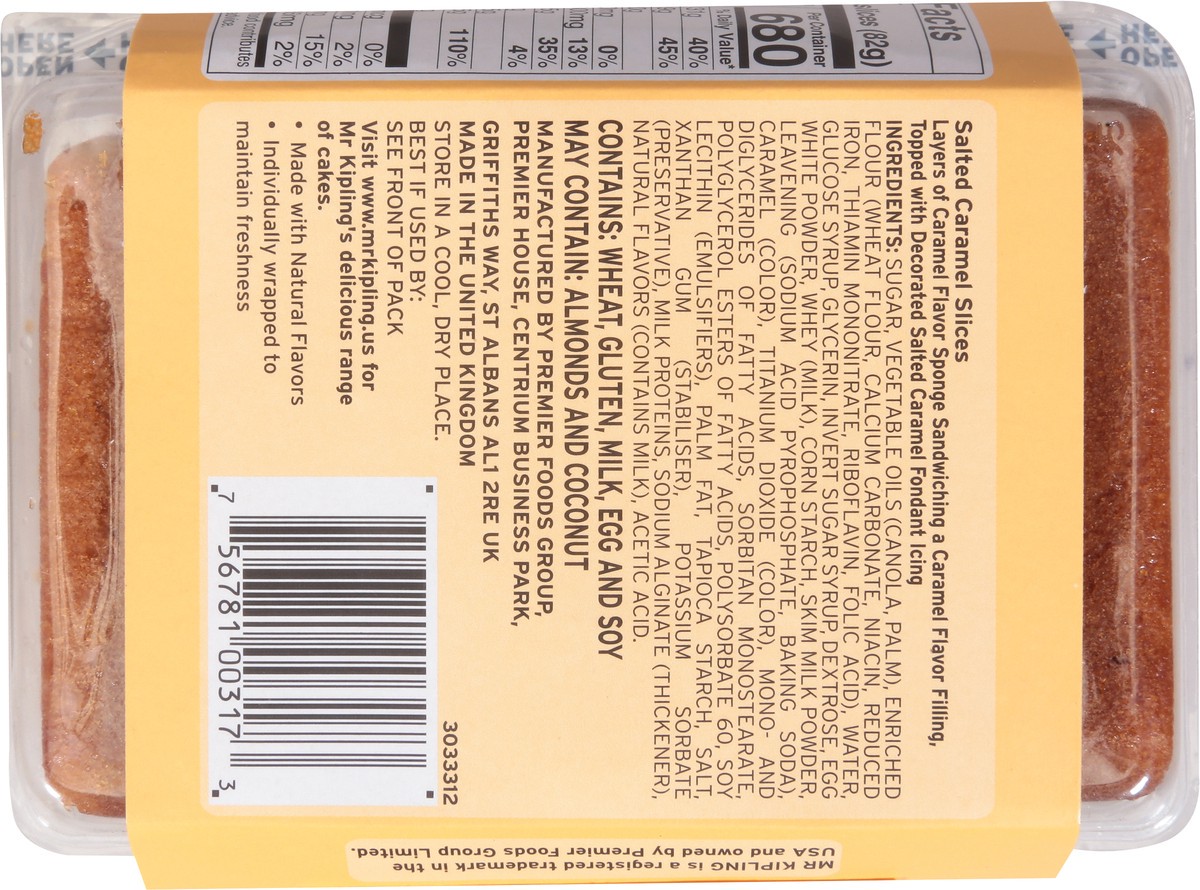 Facts
slices (82g)
Per Container
680
% Daily Value*
40%
45%
0%
13%
35%
4%
110%
0%
2%
15%
2%
contributes
Salted Caramel Slices
Layers of Caramel Flavor Sponge Sandwiching a Caramel Flavor Filling,
Topped with Decorated Salted Caramel Fondant Icing
INGREDIENTS: SUGAR, VEGETABLE OILS (CANOLA, PALM), ENRICHED
FLOUR (WHEAT FLOUR, CALCIUM CARBONATE, NIACIN, REDUCED
IRON, THIAMIN MONONITRATE, RIBOFLAVIN, FOLIC ACID), WATER,
GLUCOSE SYRUP, GLYCERIN, INVERT SUGAR SYRUP, DEXTROSE, EGG
WHITE POWDER, WHEY (MILK), CORN STARCH, SKIM MILK POWDER,
LEAVENING (SODIUM ACID PYROPHOSPHATE, BAKING SODA),
CARAMEL (COLOR), TITANIUM DIOXIDE (COLOR), MONO- AND
DIGLYCERIDES OF FATTY ACIDS, SORBITAN MONOSTEARATE,
POLYGLYCEROL ESTERS OF FATTY ACIDS, POLYSORBATE 60, SOY
LECITHIN (EMULSIFIERS), PALM FAT, TAPIOCA STARCH, SALT,
XANTHAN GUM (STABILISER), POTASSIUM SORBATE
(PRESERVATIVE), MILK PROTEINS, SODIUM ALGINATE (THICKENER),
NATURAL FLAVORS (CONTAINS MILK), ACETIC ACID.
CONTAINS: WHEAT, GLUTEN, MILK, EGG AND SOY
MAY CONTAIN: ALMONDS AND COCONUT
MANUFACTURED BY PREMIER FOODS GROUP,
PREMIER HOUSE, CENTRIUM BUSINESS PARK,
GRIFFITHS WAY, ST ALBANS AL1 2RE UK
MADE IN THE UNITED KINGDOM
STORE IN A COOL, DRY PLACE.
BEST IF USED BY:
SEE FRONT OF PACK
Visit www.mrkipling.us for
Mr Kipling's delicious range
of cakes.
• Made with Natural Flavors
• Individually wrapped to
maintain freshness
3033312
7 56781 00317 3
MR KIPLING is a registered trademark in the
USA and owned by Premier Foods Group Limited.
OPEN
HERE
OPE
HE